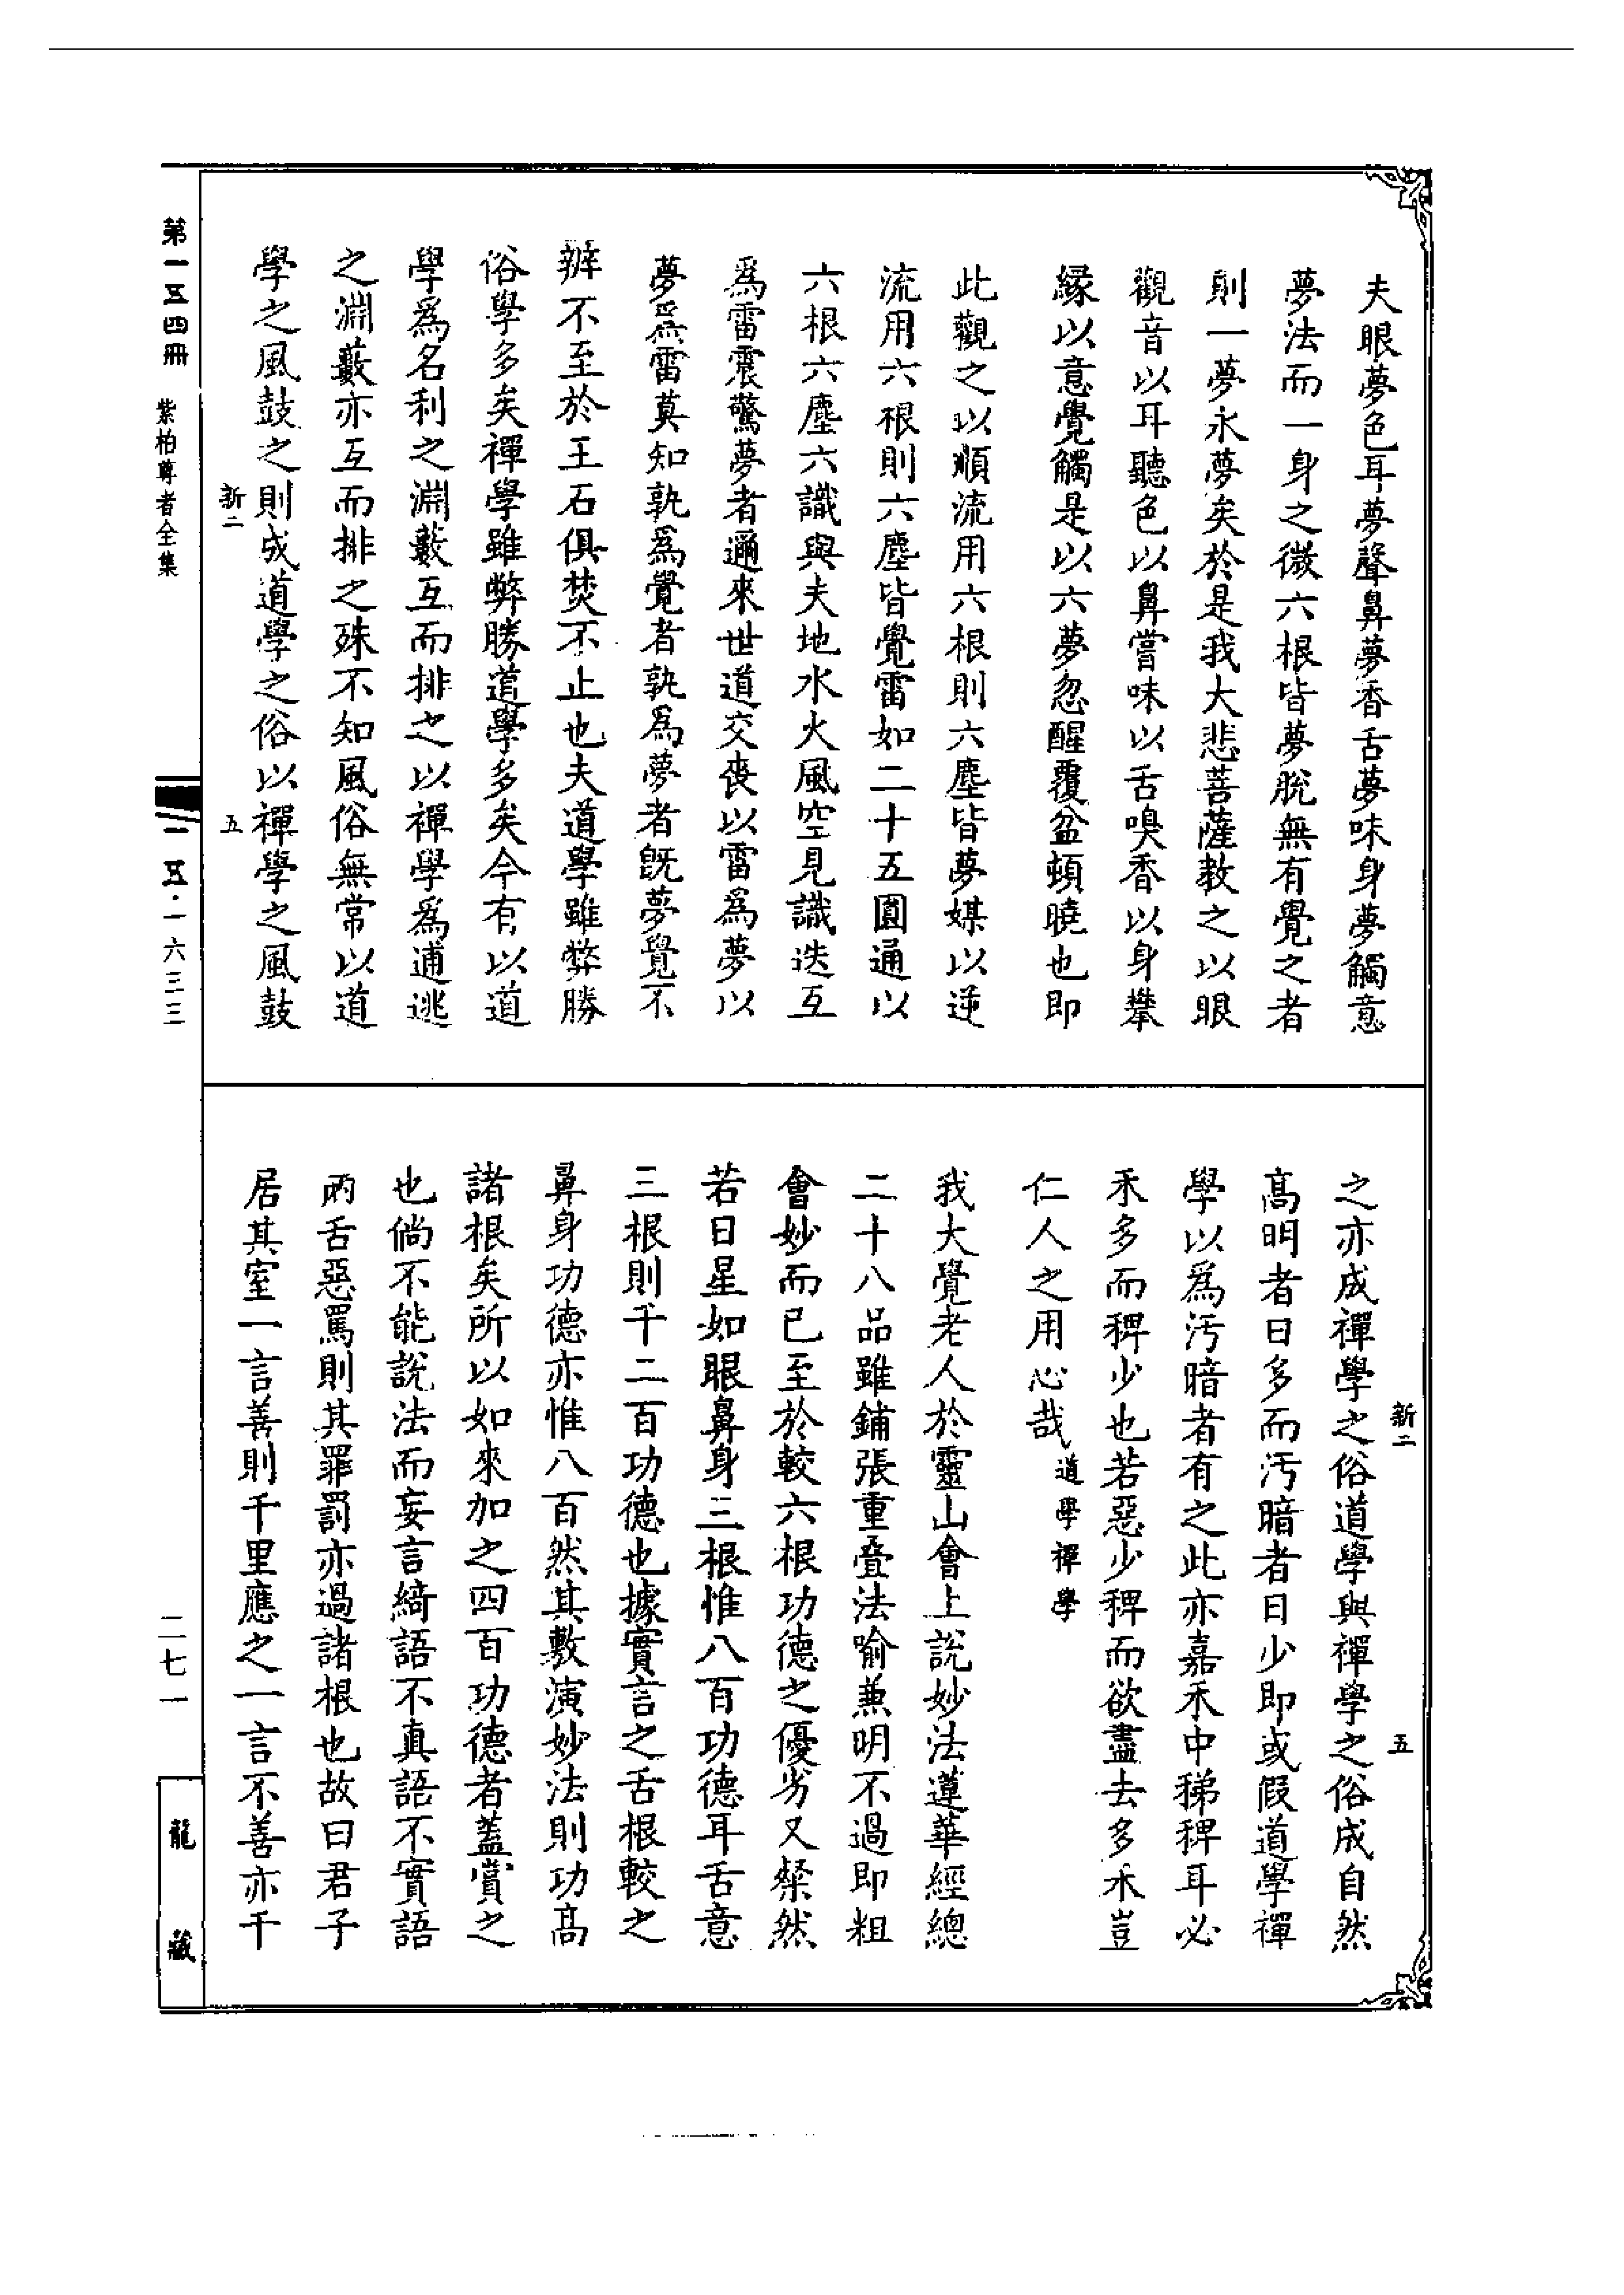 夫眼夢色耳夢聲鼻夢香舌夢味身夢觸意
夢法而一身之微六根皆夢脫無有覺之者
則一夢永夢矣於是我大悲菩薩教之以眼
觀音以耳聽色以鼻嘗味以舌嗅香以身攀
緣以意覺觸是以六夢忽醒覆盆頓曉也即
此觀之以順流用六根則六塵皆夢媒以逆
流用六根則六塵皆覺雷如二十五圓通以
六根六塵六識與夫地水火風空見識迭互
為雷震驚夢者邇來世道交喪以雷為夢以
夢為雷莫知孰為覺者孰為夢者既夢覺不
辨不至於王石俱焚不止也夫道學雖弊勝
俗學多矣禪學雖弊勝道學多矣今有以道
學為名利之淵藪互而排之以禪學為逋逃
之淵藪亦互而排之殊不知風俗無常以道
學之風鼓之則成道學之俗以禪學之風鼓
新二 五
之亦成禪學之俗道學與禪學之俗成自然
高明者日多而汚暗者日少即或假道學禪
學以為汚暗者有之此亦嘉禾中稊稗耳必
禾多而稗少也若惡少稗而欲盡去多禾豈
仁人之用心哉道學禪學
我大覺老人於靈山會上說妙法蓮華經總
二十八品雖鋪張重疊法喻兼明不過即粗
會妙而已至於較六根功德之優劣又粲然
若日星如眼鼻身三根惟八百功德耳舌意
三根則千二百功德也據實言之舌根較之
鼻身功德亦惟八百然其敷演妙法則功高
諸根矣所以如來加之四百功德者蓋賞之
也倘不能說法而妄言綺語不真語不實語
兩舌惡罵則其罪罰亦過諸根也故曰君子
居其室一言善則千里應之一言不善亦千
新二 五
第一五四冊 紫柏尊者全集
一五·一六三三
二七一
龍藏